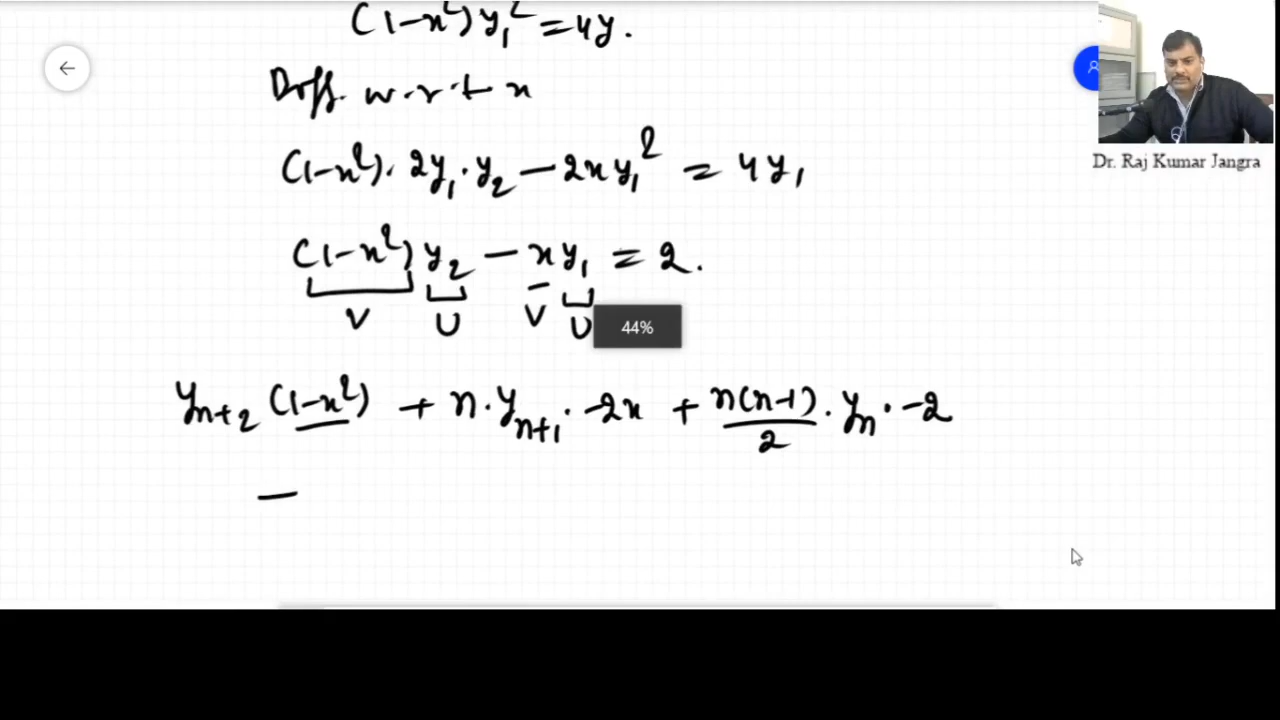 (1-x²)y₁² = 4y.
Diff. w.r.t x
(1-x²). 2y₁.y₂ - 2xy₁² = 4y₁
Dr. Raj Kumar Jangra
(1-x²) y₂ - xy₁ = 2.
V U V U
44%
yₙ₊₂ (1-x²) + n.yₙ₊₁. -2x + n(n-1)/2 . yₙ. -2
-